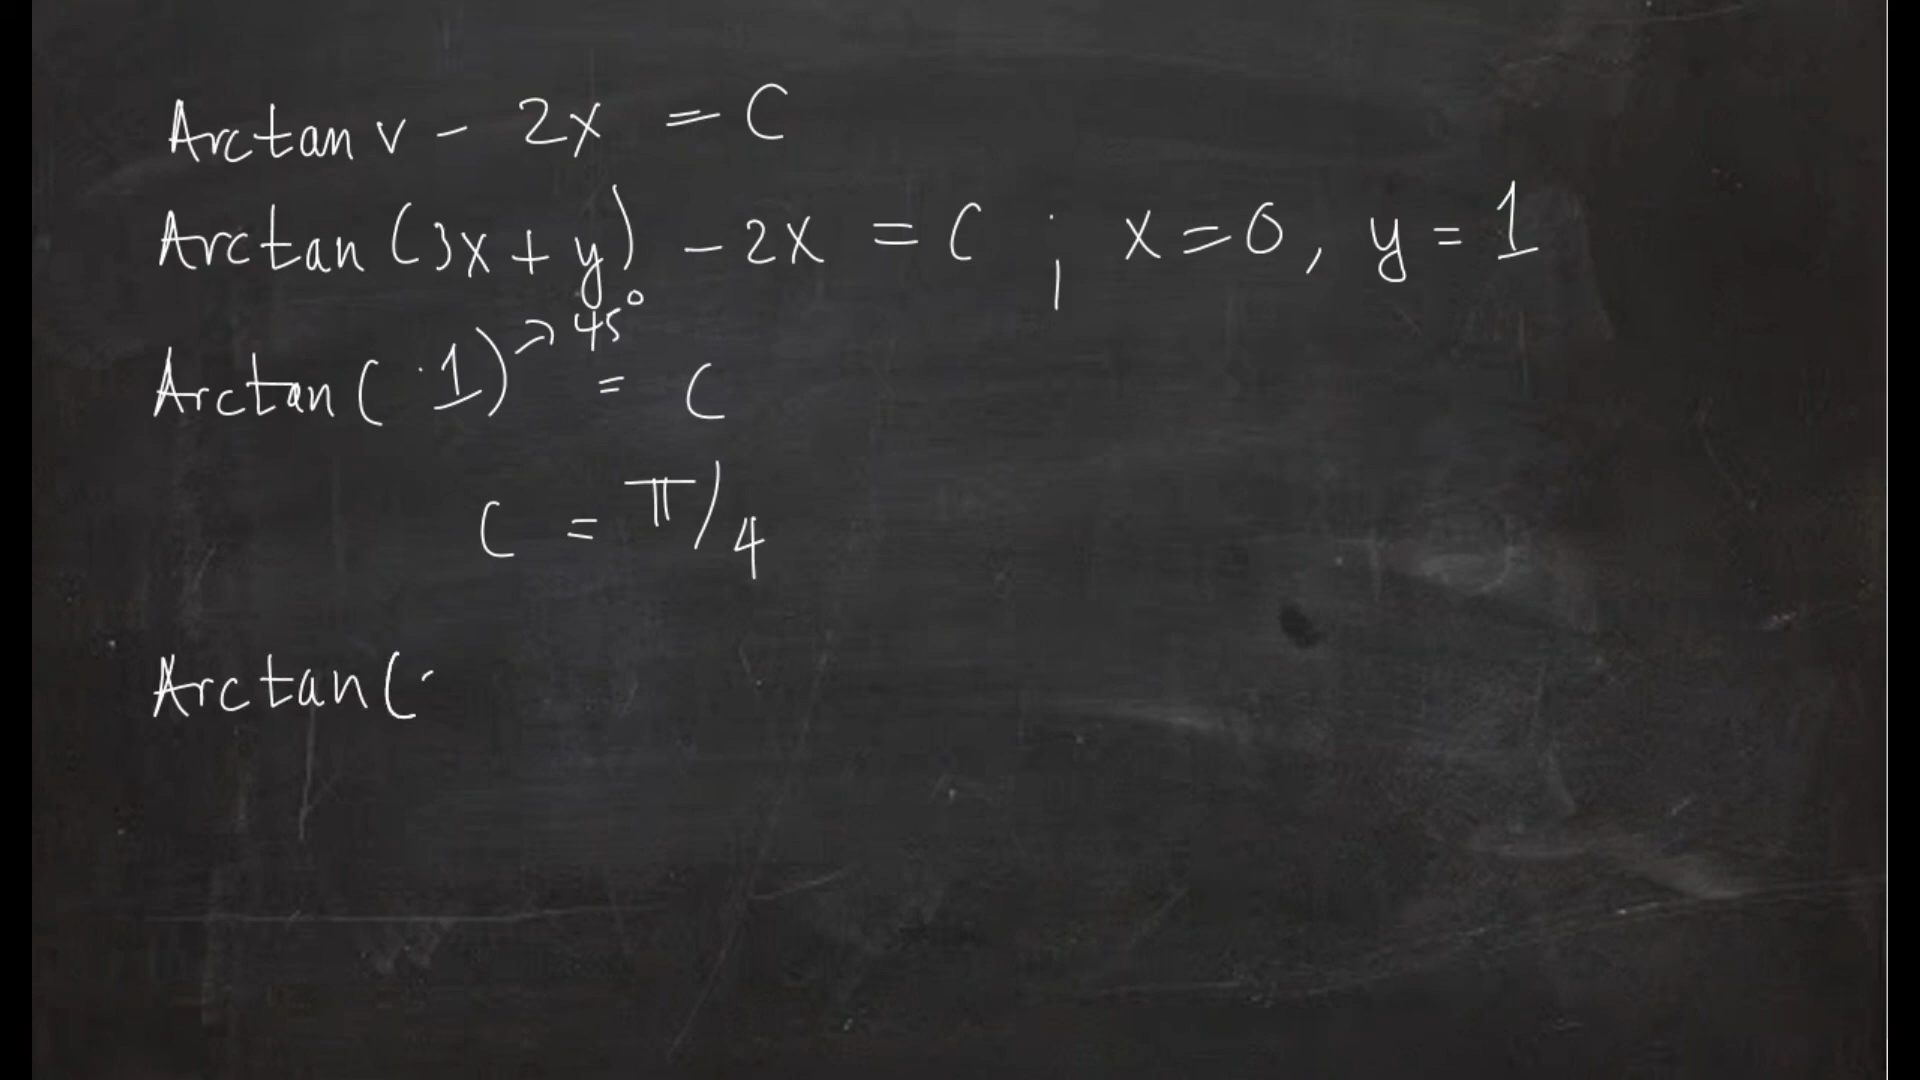 Arctan v - 2x = C
Arctan (3x + y) - 2x = C ; x = 0, y = 1
Arctan (1) → 45° = C
C = π/4
Arctan (